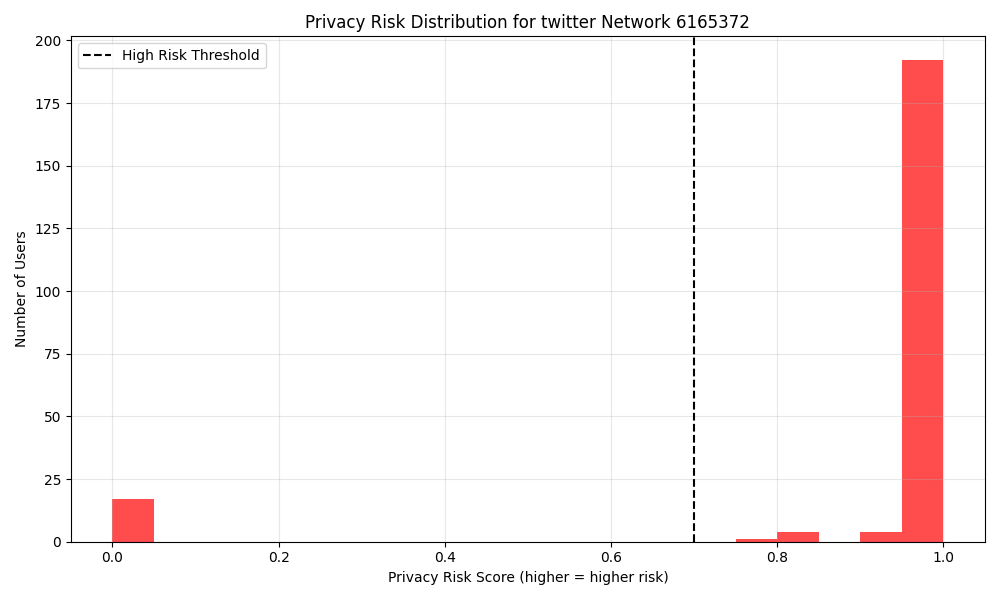 Privacy Risk Distribution for twitter Network 6165372
High Risk Threshold
200
175
150
125
100
75
50
25
0
Number of Users
0.0 0.2 0.4 0.6 0.8 1.0
Privacy Risk Score (higher = higher risk)